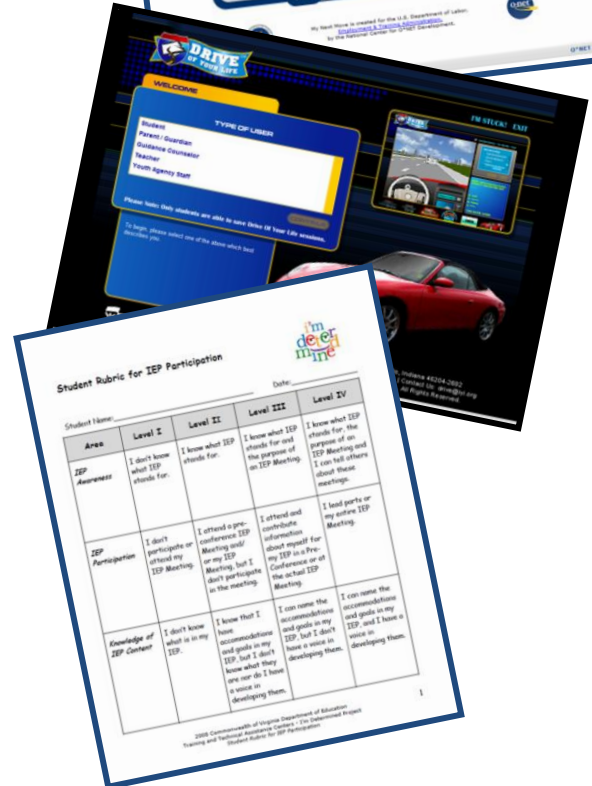 My Next Move is created for the U.S. Department of Labor,
Employment & Training Administration,
by the National Center for O*NET Development.
O*NET
DRIVE
OF YOUR LIFE
WELCOME
I'M STUCK! EXIT
TYPE OF USER
Student
Parent / Guardian
Guidance Counselor
Teacher
Youth Agency Staff
Please Note: Only students are able to save Drive Of Your Life sessions.
To begin, please select one of the above which best
describes you.
, Indiana 46204-2892
| Contact Us: drive@
All Rights Reserved
i'm
deter
mine
Student Rubric for IEP Participation
Student Name:
Date:
Area
Level I
Level II
Level III
Level IV
IEP
Awareness
I don't know
what IEP
stands for.
I know what IEP
stands for.
I know what IEP
stands for and
the purpose of
an IEP Meeting.
I know what IEP
stands for, the
purpose of an
IEP Meeting and
I can tell others
about these
meetings.
IEP
Participation
I don't
participate or
attend my
IEP Meeting.
I attend a pre-
conference IEP
Meeting and/
or my IEP
Meeting, but I
don't participate
in the meeting.
I attend and
contribute
information
about myself for
my IEP in a Pre-
Conference or at
the actual IEP
Meeting.
I lead parts or
my entire IEP
Meeting.
Knowledge of
IEP Content
I don't know
what is in my
IEP.
I know that I
have
accommodations
and goals in my
IEP, but I don't
know what they
are nor do I have
a voice in
developing them.
I can name the
accommodations
and goals in my
IEP, but I don't
have a voice in
developing them.
I can name the
accommodations
and goals in my
IEP, and I have a
voice in
developing them.
1
2008 Commonwealth of Virginia Department of Education
Training and Technical Assistance Centers - I'm Determined Project
Student Rubric for IEP Participation